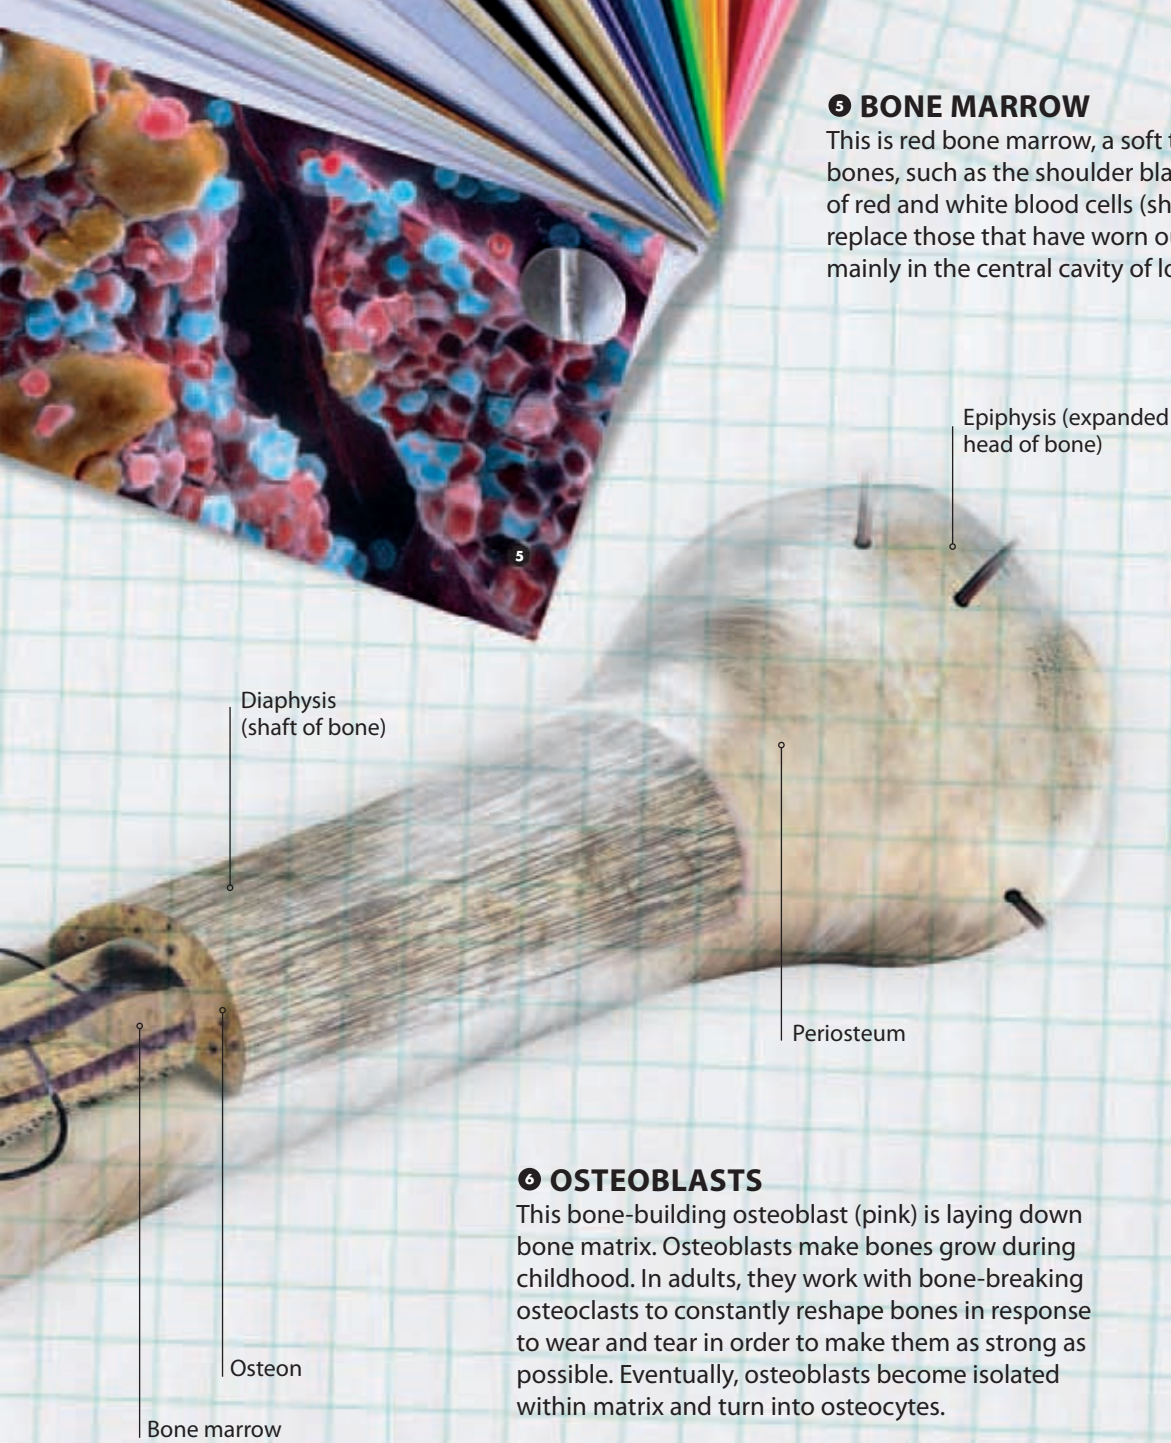 5 BONE MARROW
This is red bone marrow, a soft
bones, such as the shoulder
of red and white blood cells
replace those that have worn
mainly in the central cavity of
Epiphysis (expanded
head of bone)
5
Diaphysis
(shaft of bone)
Periosteum
6 OSTEOBLASTS
This bone-building osteoblast (pink) is laying down
bone matrix. Osteoblasts make bones grow during
childhood. In adults, they work with bone-breaking
osteoclasts to constantly reshape bones in response
to wear and tear in order to make them as strong as
possible. Eventually, osteoblasts become isolated
within matrix and turn into osteocytes.
Osteon
Bone marrow